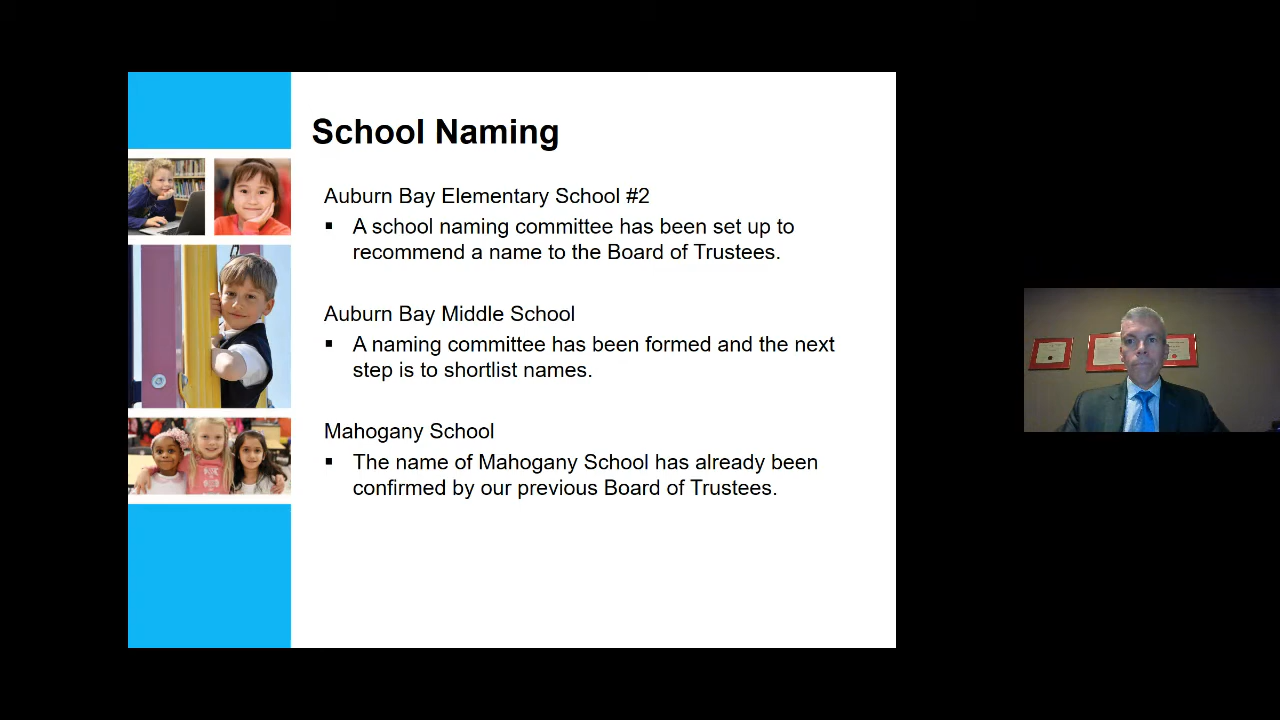 School Naming
Auburn Bay Elementary School #2
▪ A school naming committee has been set up to
recommend a name to the Board of Trustees.
Auburn Bay Middle School
▪ A naming committee has been formed and the next
step is to shortlist names.
Mahogany School
▪ The name of Mahogany School has already been
confirmed by our previous Board of Trustees.